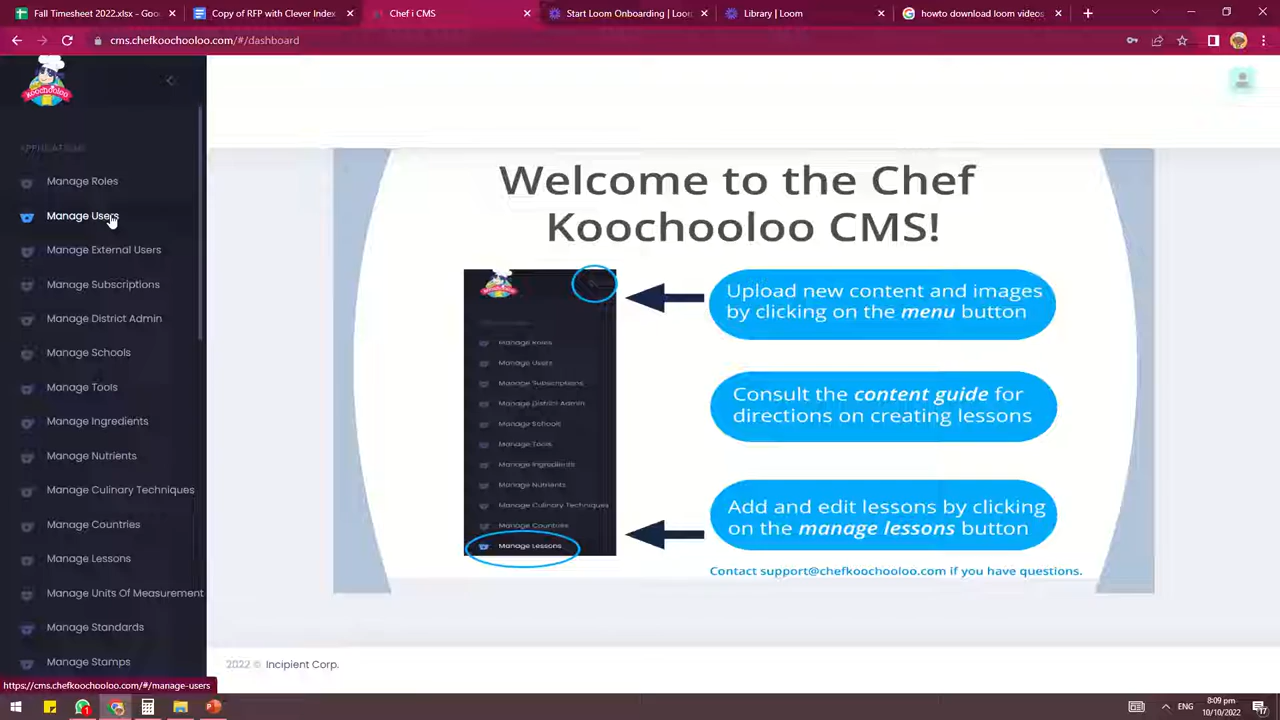 Fall Timesheet 2022.xlsx - Goo
Copy of RFP with Clever Index
Chef i CMS
Start Loom Onboarding | Loo
Library | Loom
howto download loom videos
cms.chefkoochooloo.com/#/dashboard
Koochooloo
APPLICATIONS
Manage Roles
Manage Users
Manage External Users
Manage Subscriptions
Manage District Admin
Manage Schools
Manage Tools
Manage Ingredients
Manage Nutrients
Manage Culinary Techniques
Manage Countries
Manage Lessons
Manage Units Of Measurement
Manage Standards
Manage Stamps
https://cms.chefkoochooloo.com/#/manage-users
Welcome to the Chef
Koochooloo CMS!
Manage Roles
Manage Users
Manage Subscriptions
Manage District Admin
Manage Schools
Manage Tools
Manage Ingredients
Manage Nutrients
Manage Culinary Techniques
Manage Countries
Manage Lessons
Upload new content and images
by clicking on the menu button
Consult the content guide for
directions on creating lessons
Add and edit lessons by clicking
on the manage lessons button
Contact support@chefkoochooloo.com if you have questions.
2022 © Incipient Corp.
ENG
8:09 pm
10/10/2022